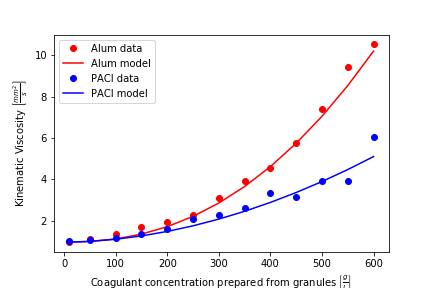 Alum data
Alum model
PACl data
PACl model
10
8
6
4
2
Kinematic Viscosity [mm²/s]
0 100 200 300 400 500 600
Coagulant concentration prepared from granules [g/l]